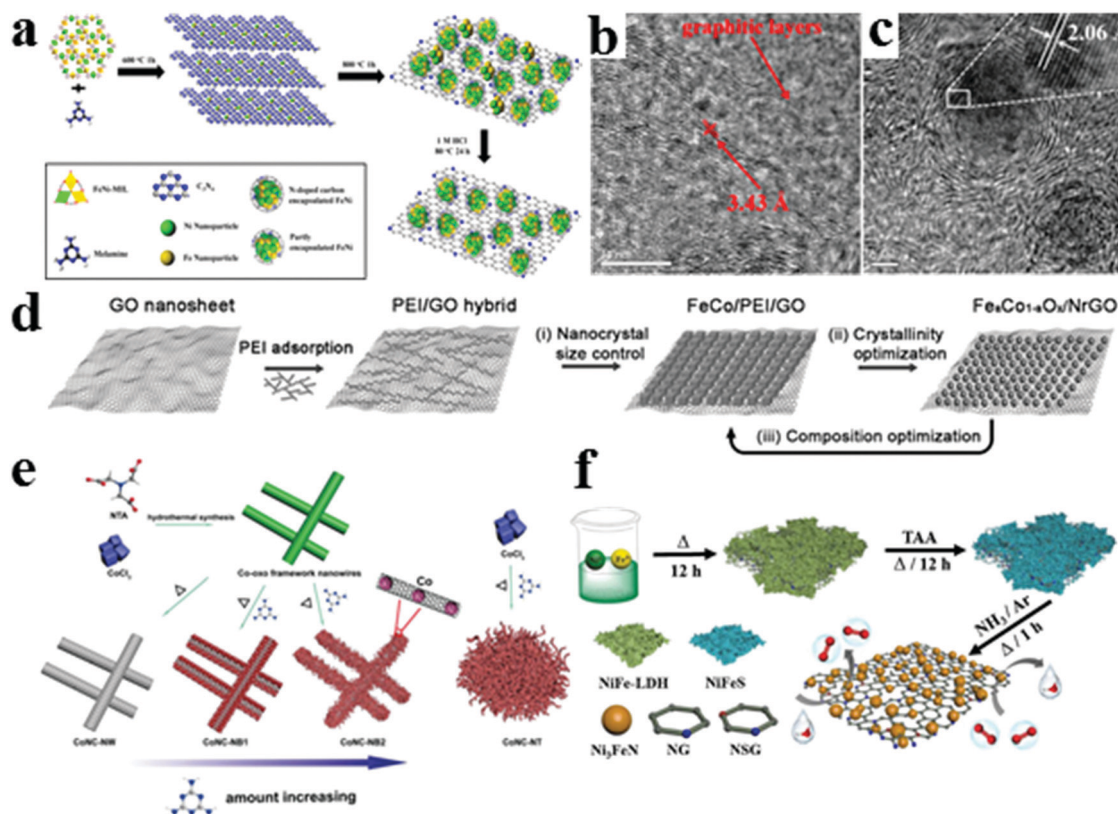 a
600 °C 1h
800 °C 1h
1 M HCl
80 °C 24 h
FeNi-MIL
C3N4
N-doped carbon
encapsulated FeNi
Ni Nanoparticle
Melamine
Fe Nanoparticle
Partly
encapsulated FeNi
b
graphitic layers
3.43 Å
c
2.06
d
GO nanosheet
PEI/GO hybrid
FeCo/PEI/GO
PEI adsorption
(i) Nanocrystal
size control
(ii) Crystallinity
optimization
(iii) Composition optimization
e
NTA
hydrothermal synthesis
CoCl2
Co-oxo framework nanowires
Co
CoCl2
CoNC-NW
CoNC-NB1
CoNC-NB2
CoNC-NT
amount increasing
f
Δ
12 h
TAA
Δ / 12 h
NH3 / Ar
Δ / 1 h
NiFe-LDH
NiFeS
Ni3FeN
NG
NSG